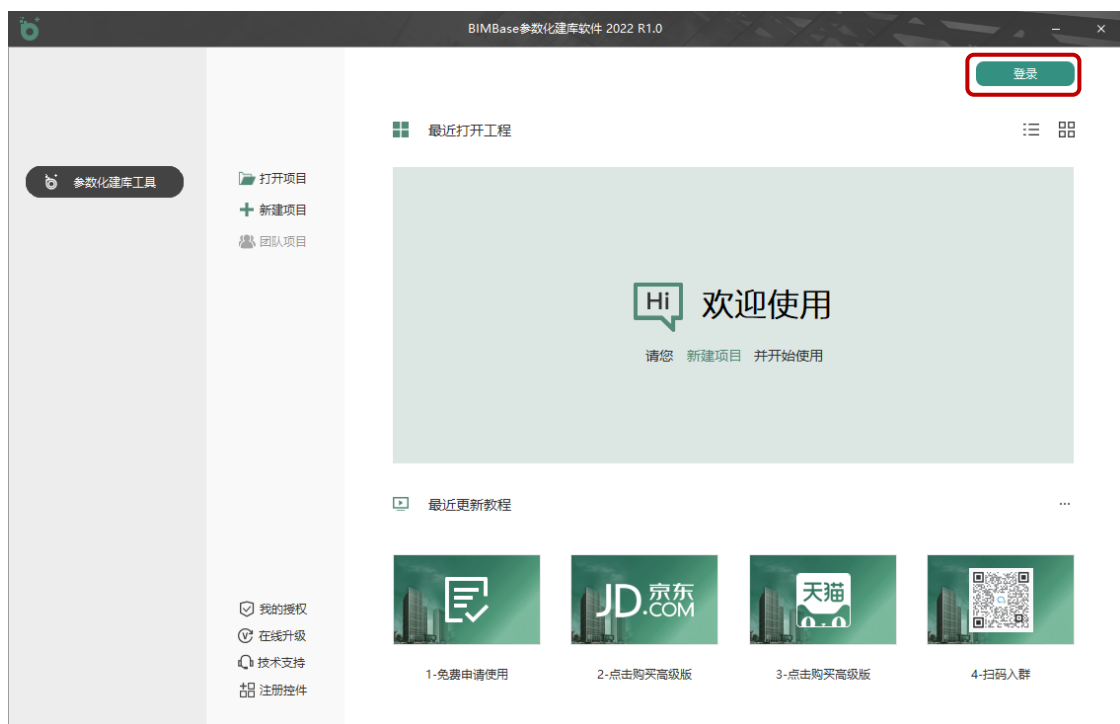 BIMBase参数化建库软件 2022 R1.0
登录
最近打开工程
参数化建库工具
打开项目
新建项目
团队项目
Hi 欢迎使用
请您 新建项目 并开始使用
最近更新教程
...
JD.京东
.COM
天猫
我的授权
在线升级
技术支持
注册控件
1-免费申请使用
2-点击购买高级版
3-点击购买高级版
4-扫码入群